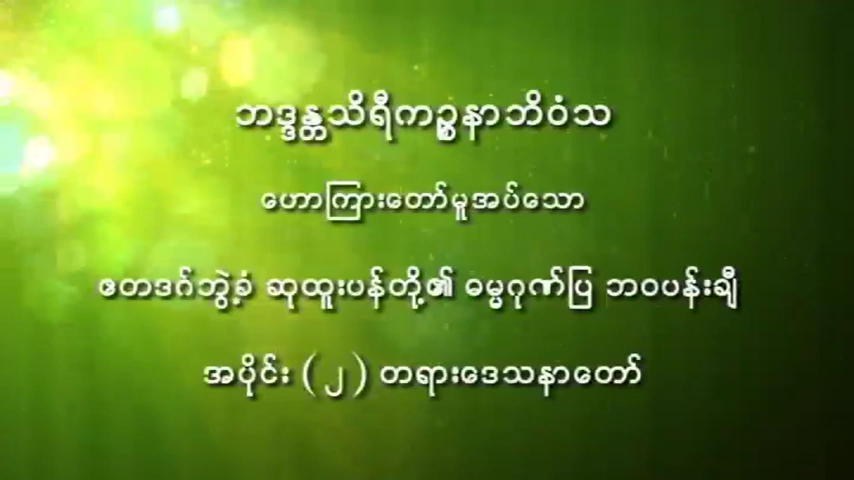 ဘဒ္ဒန္တသိရီကဉ္စနာဘိဝံသ
ဟောကြားတော်မူအပ်သော
ဧတဒဂ်ဘွဲ့ခံ ဆုထူးပန်တို့၏ ဓမ္မဂုဏ်ပြ ဘဝပန်းချီ
အပိုင်း (၂) တရားဒေသနာတော်